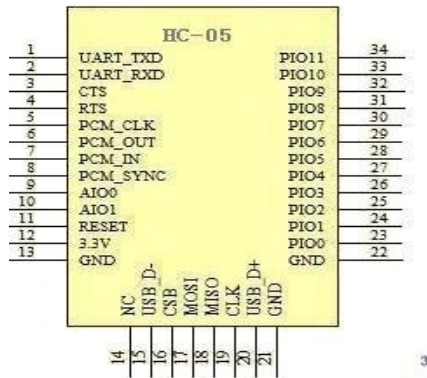 HC-05
1 UART_TXD PIO11 34
2 UART_RXD PIO10 33
3 CTS PIO9 32
4 RTS PIO8 31
5 PCM_CLK PIO7 30
6 PCM_OUT PIO6 29
7 PCM_IN PIO5 28
8 PCM_SYNC PIO4 27
9 AIO0 PIO3 26
10 AIO1 PIO2 25
11 RESET PIO1 24
12 3.3V PIO0 23
13 GND GND 22
NC
USB_D-
CSB
MOSI
MISO
CLK
USB_D+
GND
14
15
16
17
18
19
20
21
3